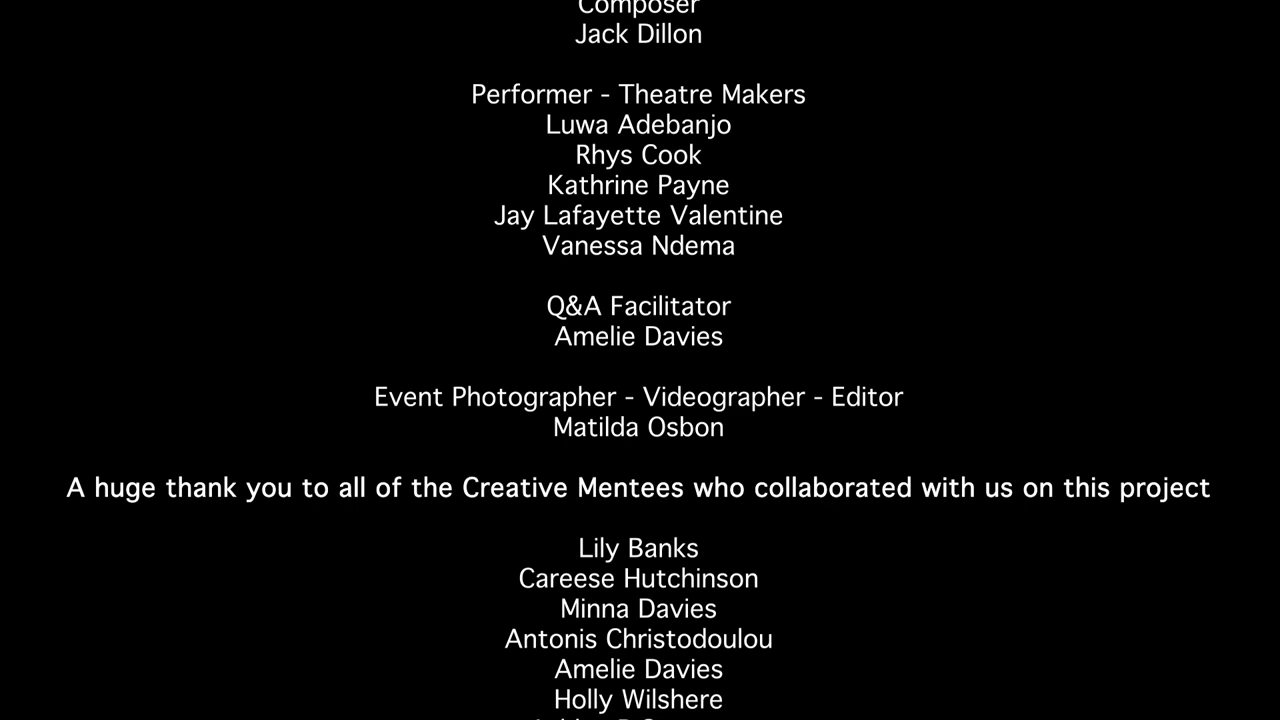 Composer
Jack Dillon
Performer - Theatre Makers
Luwa Adebanjo
Rhys Cook
Kathrine Payne
Jay Lafayette Valentine
Vanessa Ndema
Q&A Facilitator
Amelie Davies
Event Photographer - Videographer - Editor
Matilda Osbon
A huge thank you to all of the Creative Mentees who collaborated with us on this project
Lily Banks
Careese Hutchinson
Minna Davies
Antonis Christodoulou
Amelie Davies
Holly Wilshere